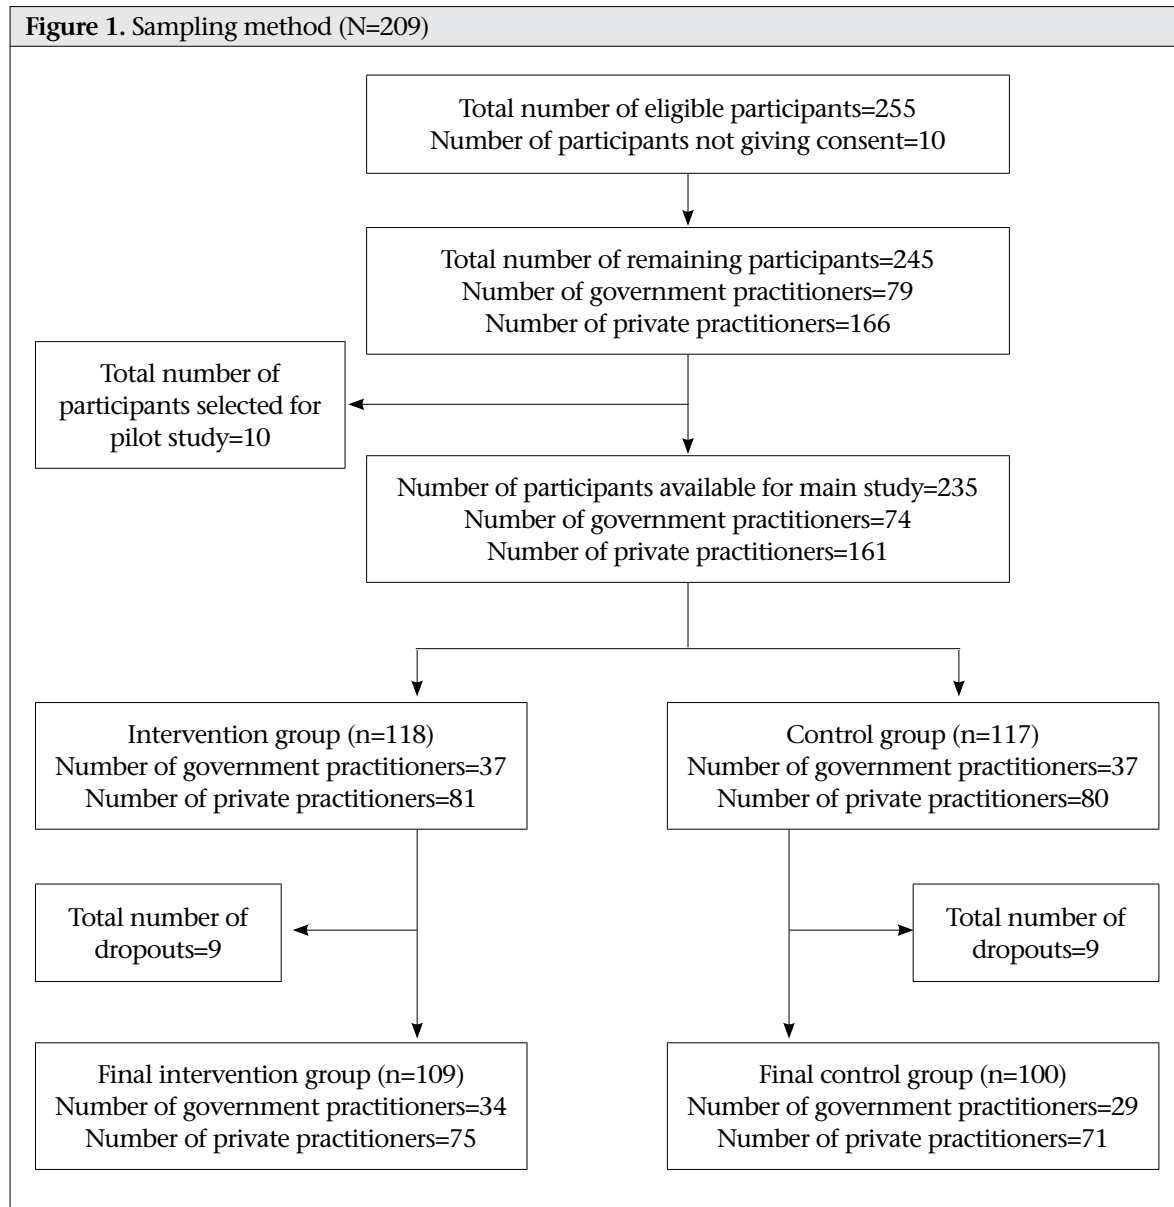 Figure 1. Sampling method (N=209)
Total number of eligible participants=255
Number of participants not giving consent=10
Total number of remaining participants=245
Number of government practitioners=79
Number of private practitioners=166
Total number of
participants selected for
pilot study=10
Number of participants available for main study=235
Number of government practitioners=74
Number of private practitioners=161
Intervention group (n=118)
Number of government practitioners=37
Number of private practitioners=81
Control group (n=117)
Number of government practitioners=37
Number of private practitioners=80
Total number of
dropouts=9
Total number of
dropouts=9
Final intervention group (n=109)
Number of government practitioners=34
Number of private practitioners=75
Final control group (n=100)
Number of government practitioners=29
Number of private practitioners=71